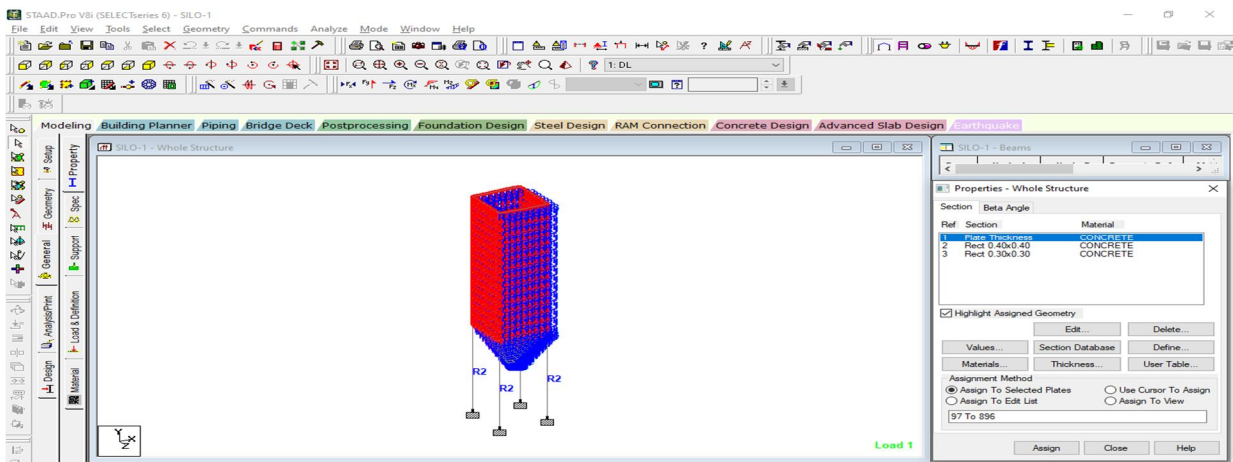 STAAD.Pro V8i (SELECTseries 6) - SILO-1
File Edit View Tools Select Geometry Commands Analyze Mode Window Help
1: DL
Modeling Building Planner Piping Bridge Deck Postprocessing Foundation Design Steel Design RAM Connection Concrete Design Advanced Slab Design Earthquake
Setup
Geometry
General
Analysis/Print
Design
Property
Spec
Support
Load & Definition
Material
SILO-1 - Whole Structure
R2
R2
R2
Y
X
Z
Load 1
SILO-1 - Beams
Properties - Whole Structure
Section Beta Angle
Ref Section Material
1 Plate Thickness CONCRETE
2 Rect 0.40x0.40 CONCRETE
3 Rect 0.30x0.30 CONCRETE
Highlight Assigned Geometry
Edit... Delete...
Values... Section Database Define...
Materials... Thickness... User Table...
Assignment Method
Assign To Selected Plates Use Cursor To Assign
Assign To Edit List Assign To View
97 To 896
Assign Close Help